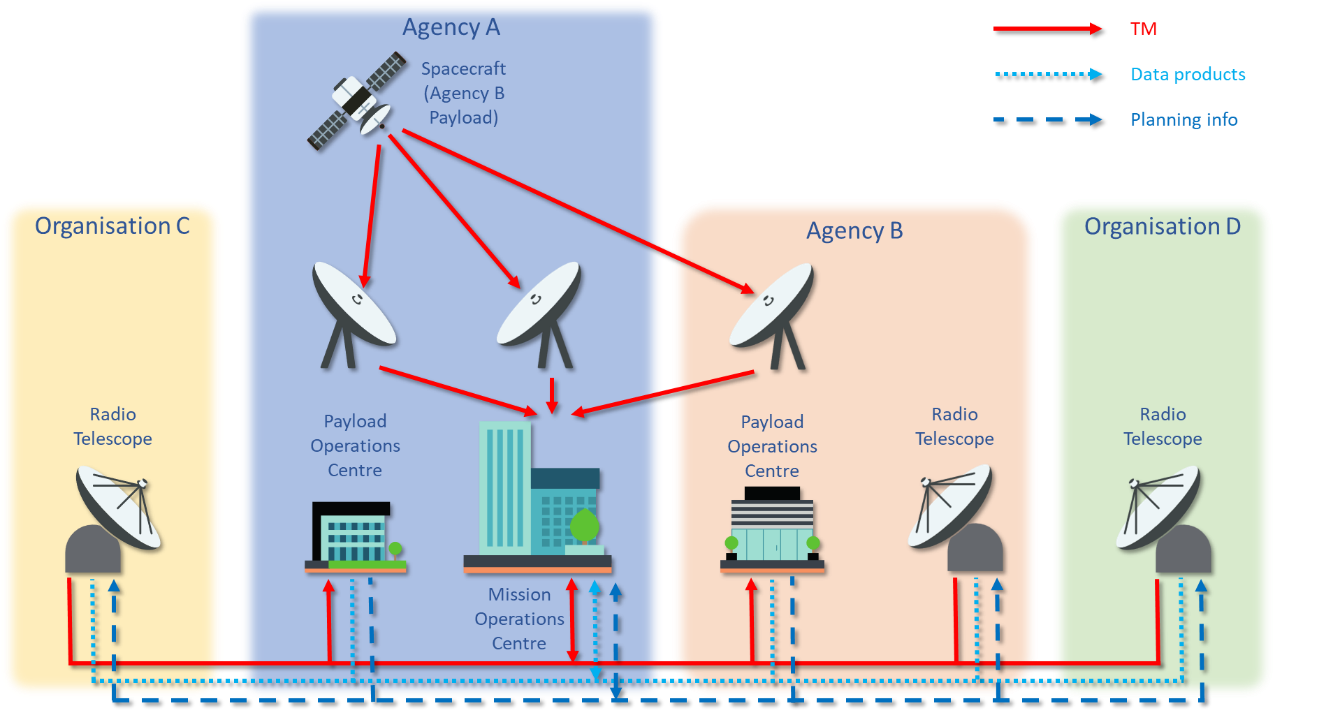 Agency A
Spacecraft
(Agency B
Payload)
TM
Data products
Planning info
Organisation C
Agency B
Organisation D
Radio
Telescope
Payload
Operations
Centre
Payload
Operations
Centre
Radio
Telescope
Radio
Telescope
Mission
Operations
Centre